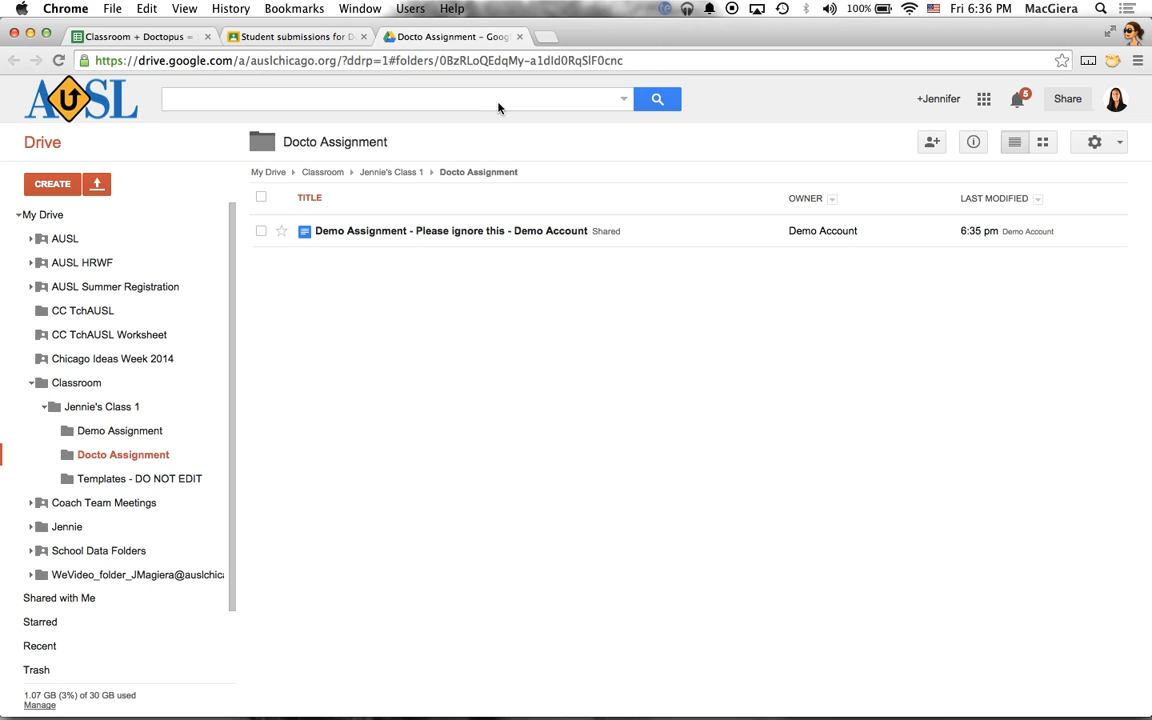 Chrome File Edit View History Bookmarks Window Users Help 100% Fri 6:36 PM MacGiera
Classroom + Doctopus = Student submissions for D Docto Assignment - Goog
https://drive.google.com/a/auslchicago.org/?ddrp=1#folders/0BzRLoQEdqMy-a1dId0RqSlF0cnc
AUSL
+Jennifer 5 Share
Drive
Docto Assignment
CREATE
My Drive Classroom Jennie's Class 1 Docto Assignment
TITLE OWNER LAST MODIFIED
Demo Assignment - Please ignore this - Demo Account Shared Demo Account 6:35 pm Demo Account
My Drive
AUSL
AUSL HRWF
AUSL Summer Registration
CC TchAUSL
CC TchAUSL Worksheet
Chicago Ideas Week 2014
Classroom
Jennie's Class 1
Demo Assignment
Docto Assignment
Templates - DO NOT EDIT
Coach Team Meetings
Jennie
School Data Folders
WeVideo_folder_JMagiera@auslchica
Shared with Me
Starred
Recent
Trash
1.07 GB (3%) of 30 GB used
Manage